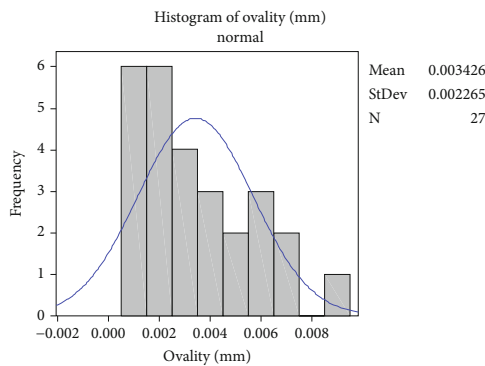 Histogram of ovality (mm)
normal
Mean 0.003426
StDev 0.002265
N 27
Frequency
6
5
4
3
2
1
0
−0.002 0.000 0.002 0.004 0.006 0.008
Ovality (mm)